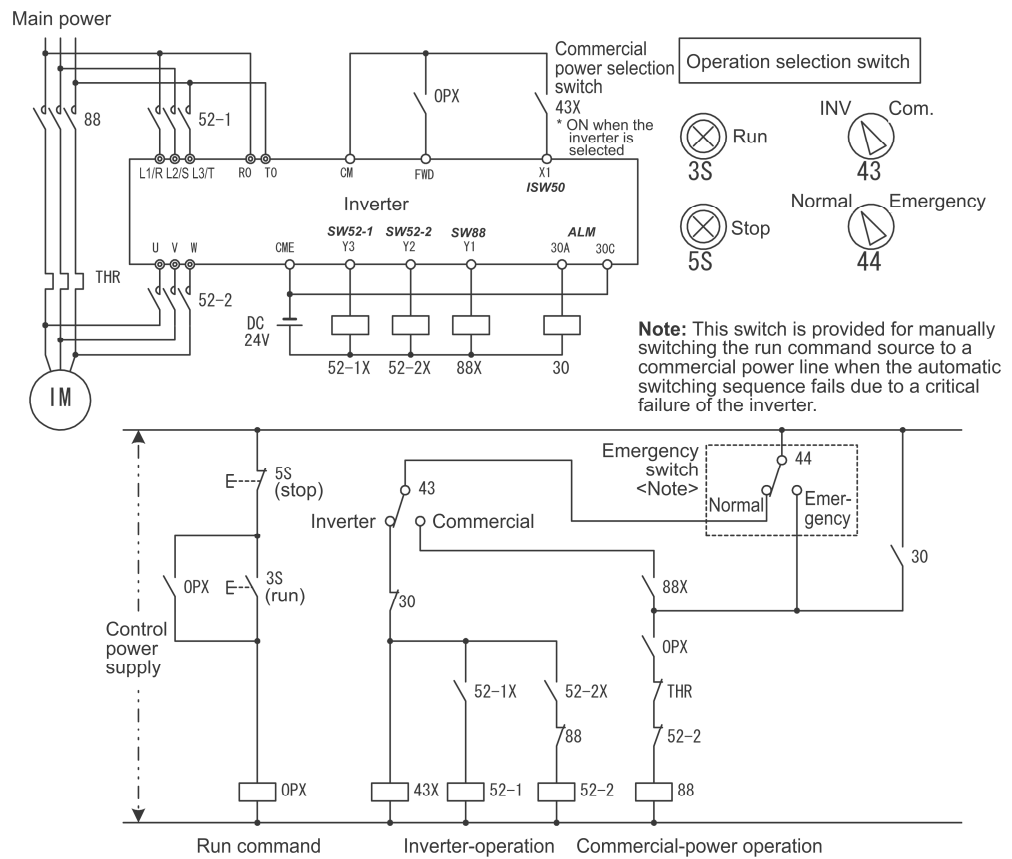 Main power
88
52-1
OPX
Commercial
power selection
switch
43X
* ON when the
inverter is
selected
Operation selection switch
Run
3S
INV
Com.
43
Stop
5S
Normal
Emergency
44
L1/R L2/S L3/T
R0
T0
CM
FWD
X1
ISW50
Inverter
SW52-1
SW52-2
SW88
ALM
U
V
W
CME
Y3
Y2
Y1
30A
30C
THR
52-2
DC
24V
52-1X
52-2X
88X
30
IM
Note: This switch is provided for manually
switching the run command source to a
commercial power line when the automatic
switching sequence fails due to a critical
failure of the inverter.
5S
(stop)
E
43
Inverter
Commercial
Emergency
switch
<Note>
44
Normal
Emer-
gency
30
OPX
E
3S
(run)
30
88X
Control
power
supply
OPX
52-1X
52-2X
THR
88
52-2
OPX
43X
52-1
52-2
88
Run command
Inverter-operation
Commercial-power operation